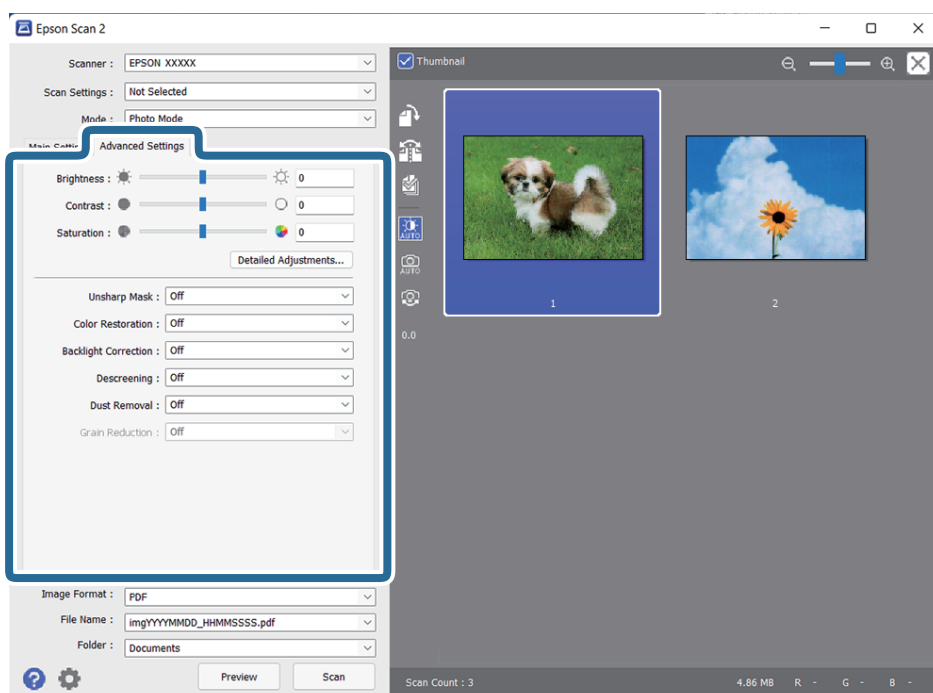 Epson Scan 2
Scanner : EPSON XXXXX
Scan Settings : Not Selected
Mode : Photo Mode
Advanced Settings
Brightness : 0
Contrast : 0
Saturation : 0
Detailed Adjustments...
Unsharp Mask : Off
Color Restoration : Off
Backlight Correction : Off
Descreening : Off
Dust Removal : Off
Grain Reduction : Off
Image Format : PDF
File Name : imgYYYYMMDD_HHMMSSSS.pdf
Folder : Documents
?
Preview
Scan
Thumbnail
AUTO
AUTO
0.0
1
2
Scan Count : 3
4.86 MB R - G - B -